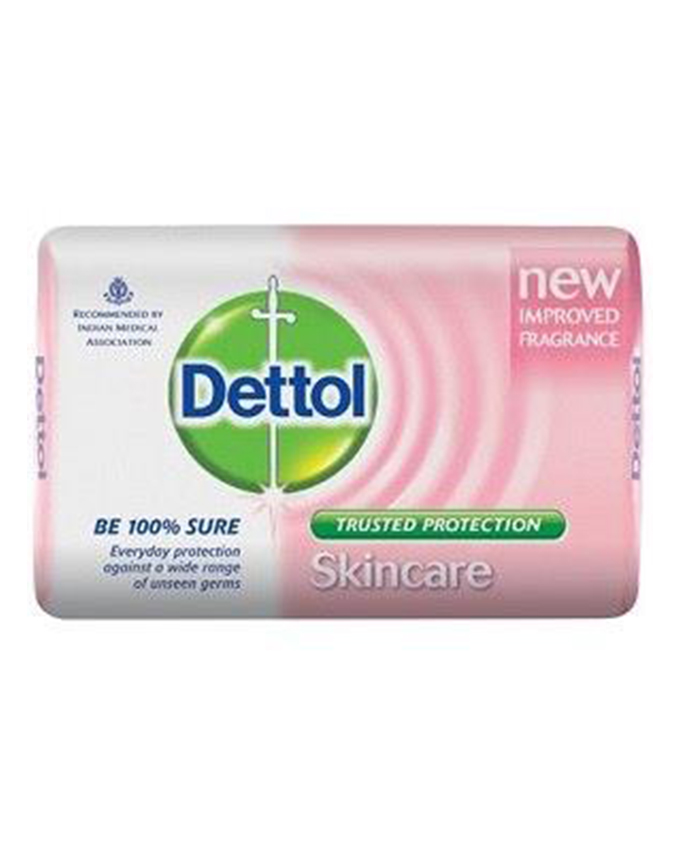 RECOMMENDED BY
INDIAN MEDICAL
ASSOCIATION
Dettol
new
IMPROVED
FRAGRANCE
Dettol
Dettol
BE 100% SURE
Everyday protection
against a wide range
of unseen germs
TRUSTED PROTECTION
Skincare